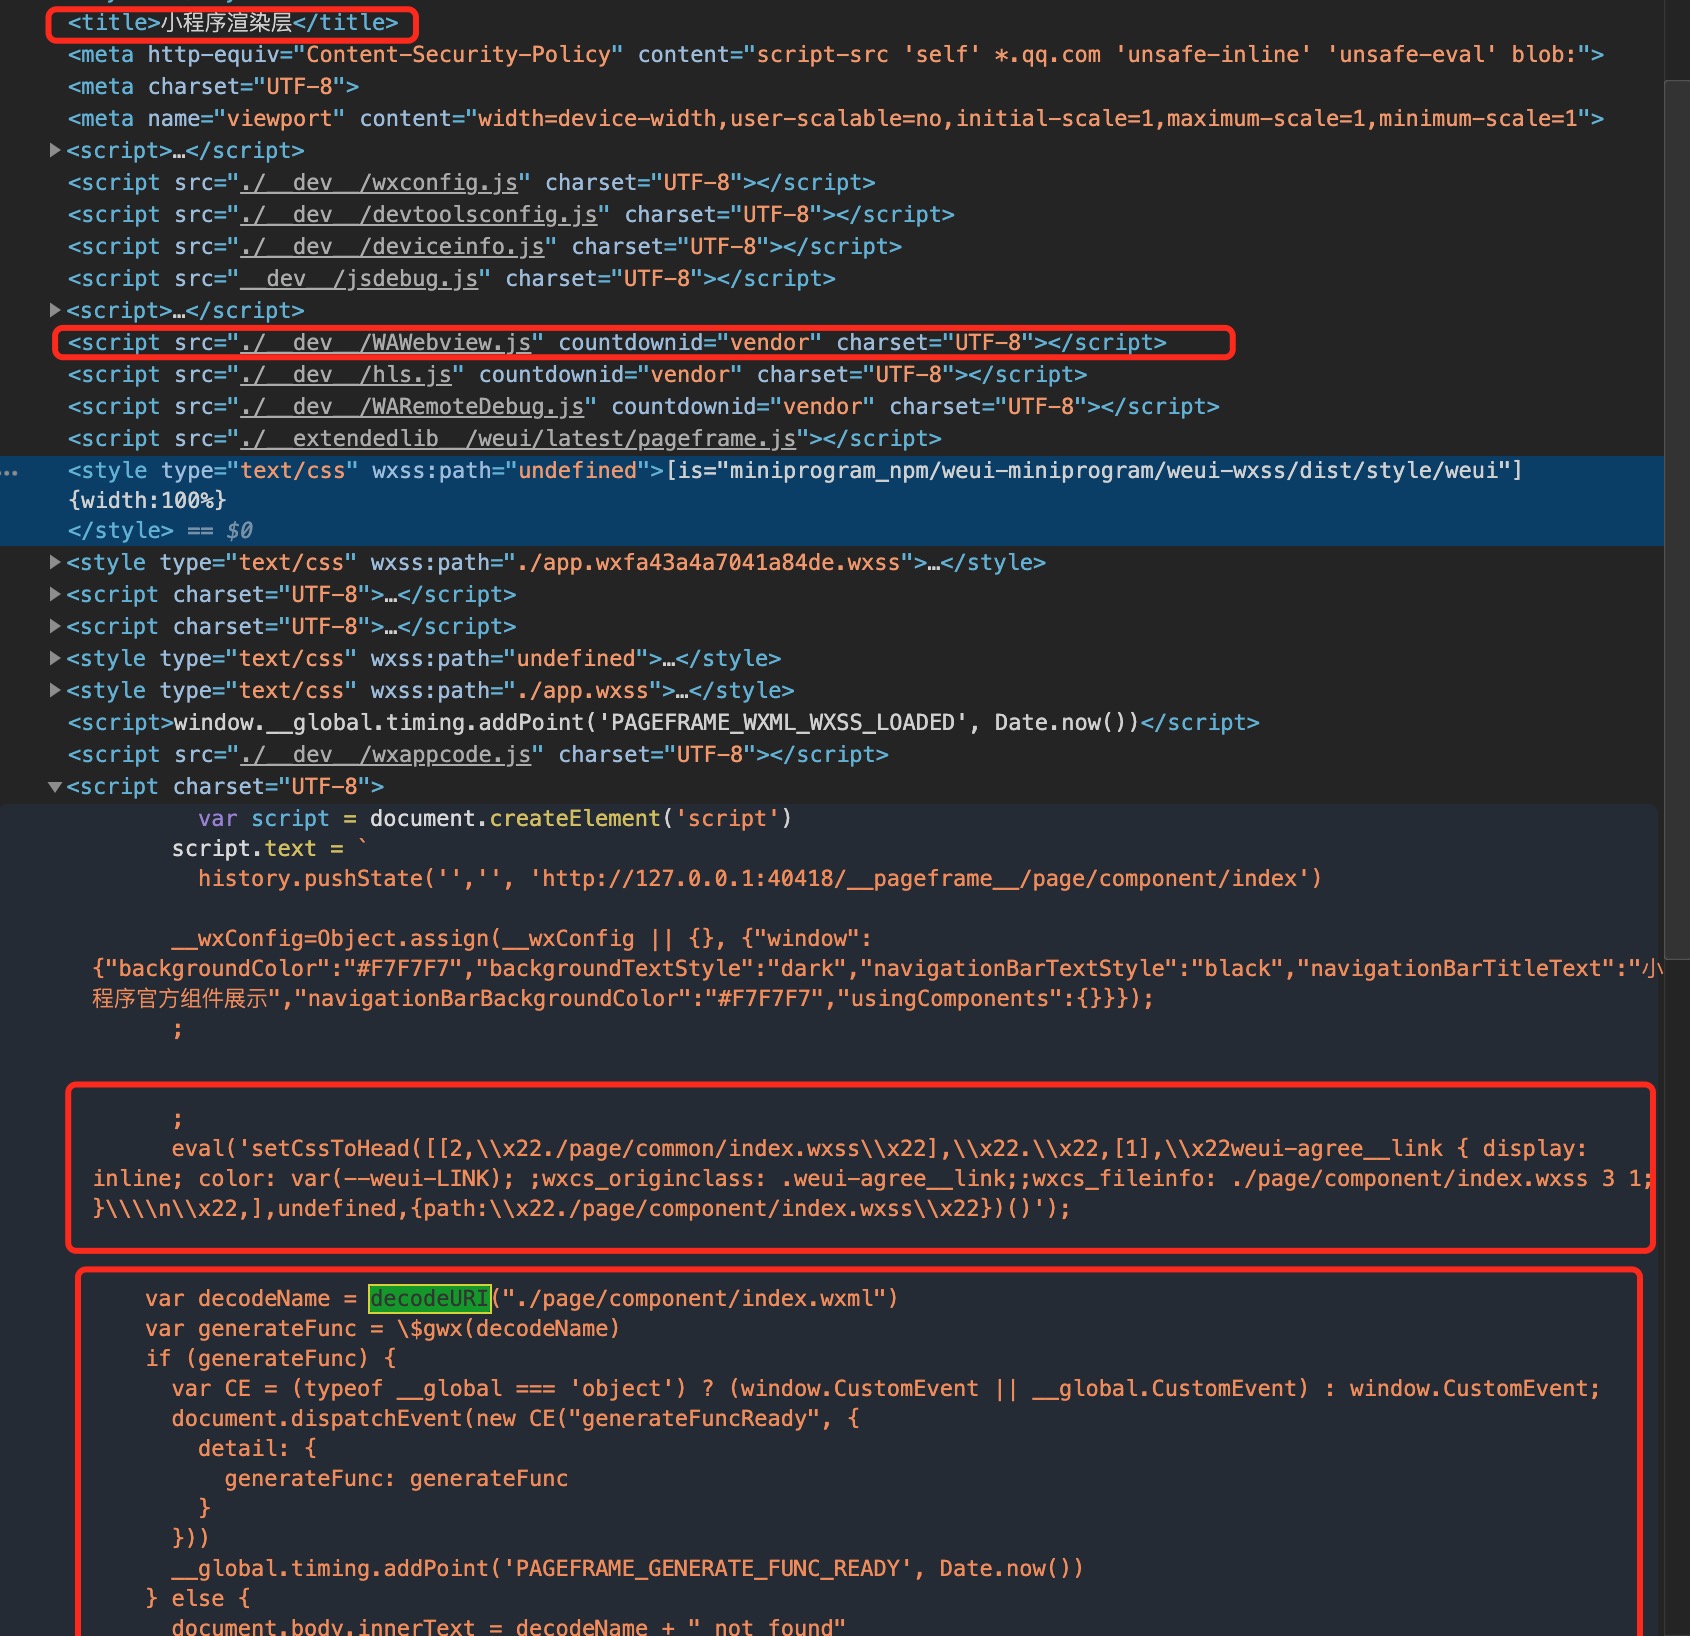 <title>小程序渲染层</title>
<meta http-equiv="Content-Security-Policy" content="script-src 'self' *.qq.com 'unsafe-inline' 'unsafe-eval' blob:">
<meta charset="UTF-8">
<meta name="viewport" content="width=device-width,user-scalable=no,initial-scale=1,maximum-scale=1,minimum-scale=1">
▶<script>…</script>
<script src="./__dev__/wxconfig.js" charset="UTF-8"></script>
<script src="./__dev__/devtoolsconfig.js" charset="UTF-8"></script>
<script src="./__dev__/deviceinfo.js" charset="UTF-8"></script>
<script src="__dev__/jsdebug.js" charset="UTF-8"></script>
▶<script>…</script>
<script src="./__dev__/WAWebview.js" countdownid="vendor" charset="UTF-8"></script>
<script src="./__dev__/hls.js" countdownid="vendor" charset="UTF-8"></script>
<script src="./__dev__/WARemoteDebug.js" countdownid="vendor" charset="UTF-8"></script>
<script src="./__extendedlib__/weui/latest/pageframe.js"></script>
… <style type="text/css" wxss:path="undefined">[is="miniprogram_npm/weui-miniprogram/weui-wxss/dist/style/weui"]
{width:100%}
</style> == $0
▶<style type="text/css" wxss:path="./app.wxfa43a4a7041a84de.wxss">…</style>
▶<script charset="UTF-8">…</script>
▶<script charset="UTF-8">…</script>
▶<style type="text/css" wxss:path="undefined">…</style>
▶<style type="text/css" wxss:path="./app.wxss">…</style>
<script>window.__global.timing.addPoint('PAGEFRAME_WXML_WXSS_LOADED', Date.now())</script>
<script src="./__dev__/wxappcode.js" charset="UTF-8"></script>
▼<script charset="UTF-8">
var script = document.createElement('script')
script.text = `
history.pushState('','', 'http://127.0.0.1:40418/__pageframe__/page/component/index')
__wxConfig=Object.assign(__wxConfig || {}, {"window":
{"backgroundColor":"#F7F7F7","backgroundTextStyle":"dark","navigationBarTextStyle":"black","navigationBarTitleText":"小
程序官方组件展示","navigationBarBackgroundColor":"#F7F7F7","usingComponents":{}}});
;
;
eval('setCssToHead([[2,\\x22./page/common/index.wxss\\x22],\\x22.\\x22,[1],\\x22weui-agree__link { display:
inline; color: var(--weui-LINK); ;wxcs_originclass: .weui-agree__link;;wxcs_fileinfo: ./page/component/index.wxss 3 1;
}\\\\n\\x22,],undefined,{path:\\x22./page/component/index.wxss\\x22})()');
var decodeName = decodeURI("./page/component/index.wxml")
var generateFunc = \$gwx(decodeName)
if (generateFunc) {
var CE = (typeof __global === 'object') ? (window.CustomEvent || __global.CustomEvent) : window.CustomEvent;
document.dispatchEvent(new CE("generateFuncReady", {
detail: {
generateFunc: generateFunc
}
}))
__global.timing.addPoint('PAGEFRAME_GENERATE_FUNC_READY', Date.now())
} else {
document.body.innerText = decodeName + " not found"